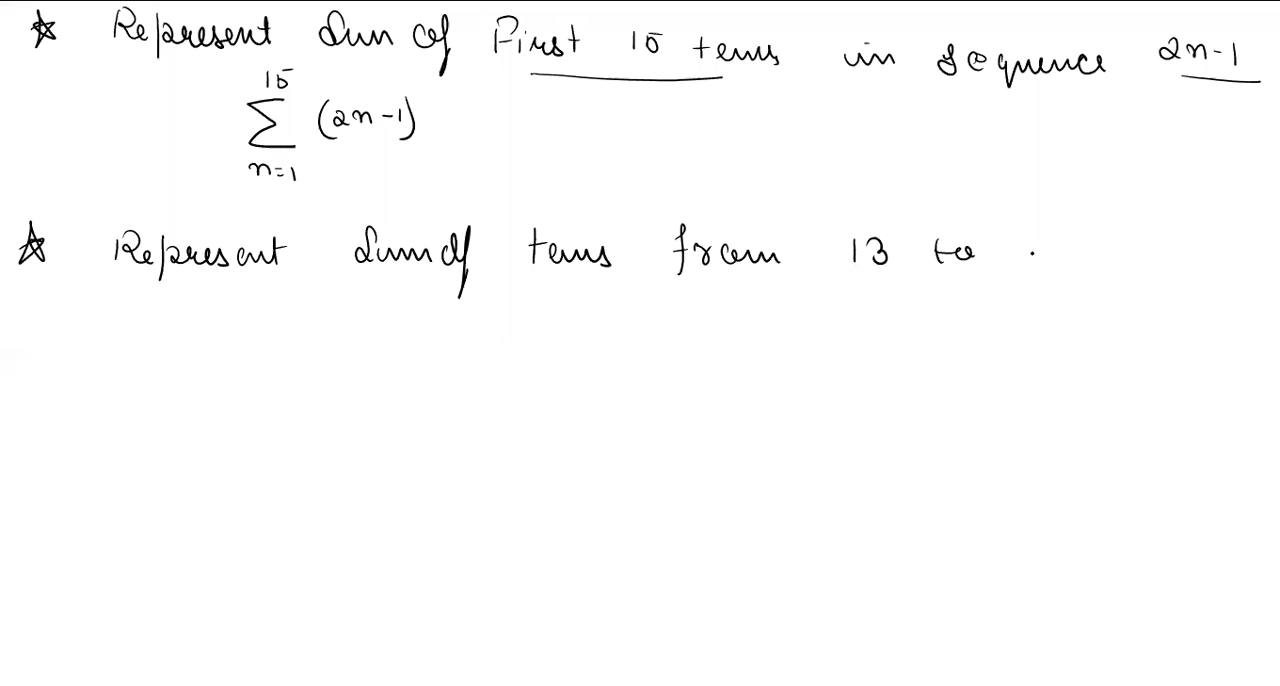 ☆ Represent Sum of First 15 terms in sequence 2n-1
15
∑ (2n-1)
n=1
☆ Represent Sum of terms from 13 to .